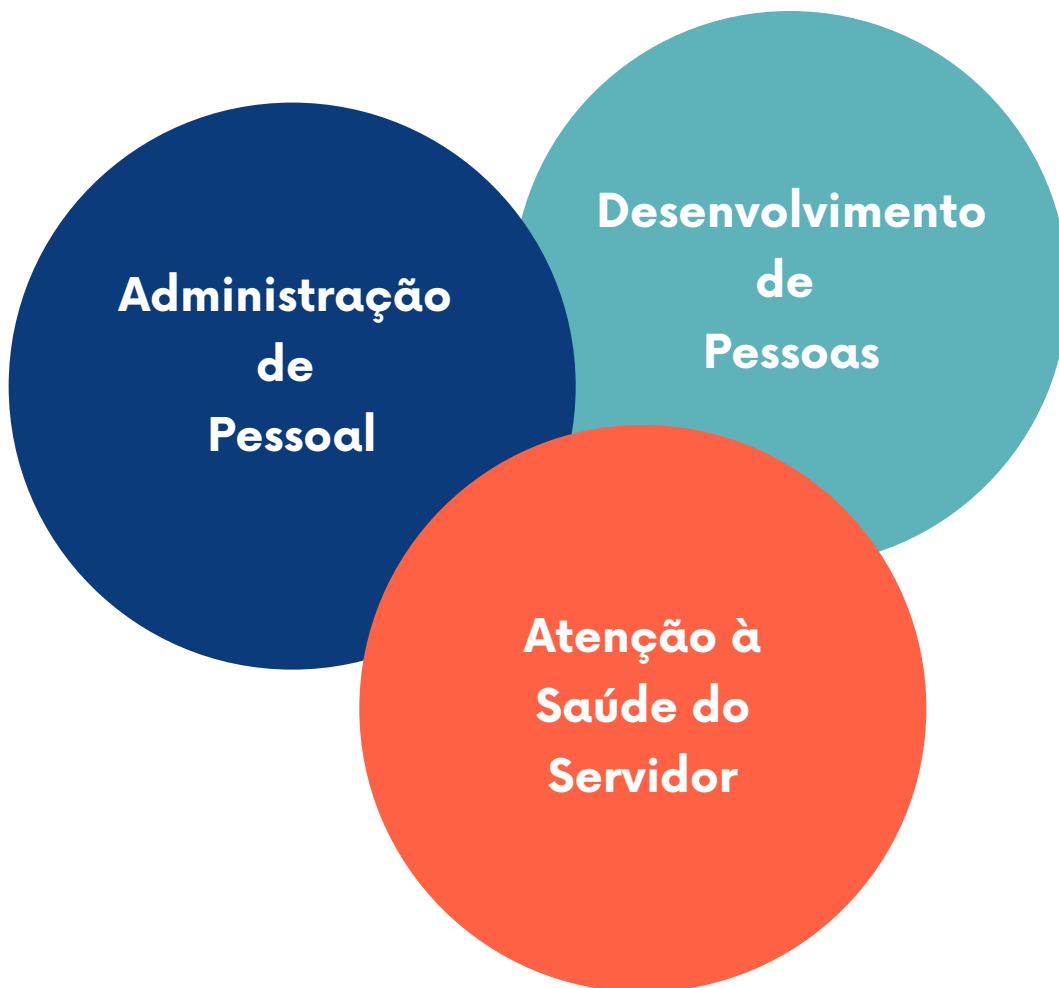 Administração
de
Pessoal
Desenvolvimento
de
Pessoas
Atenção à
Saúde do
Servidor